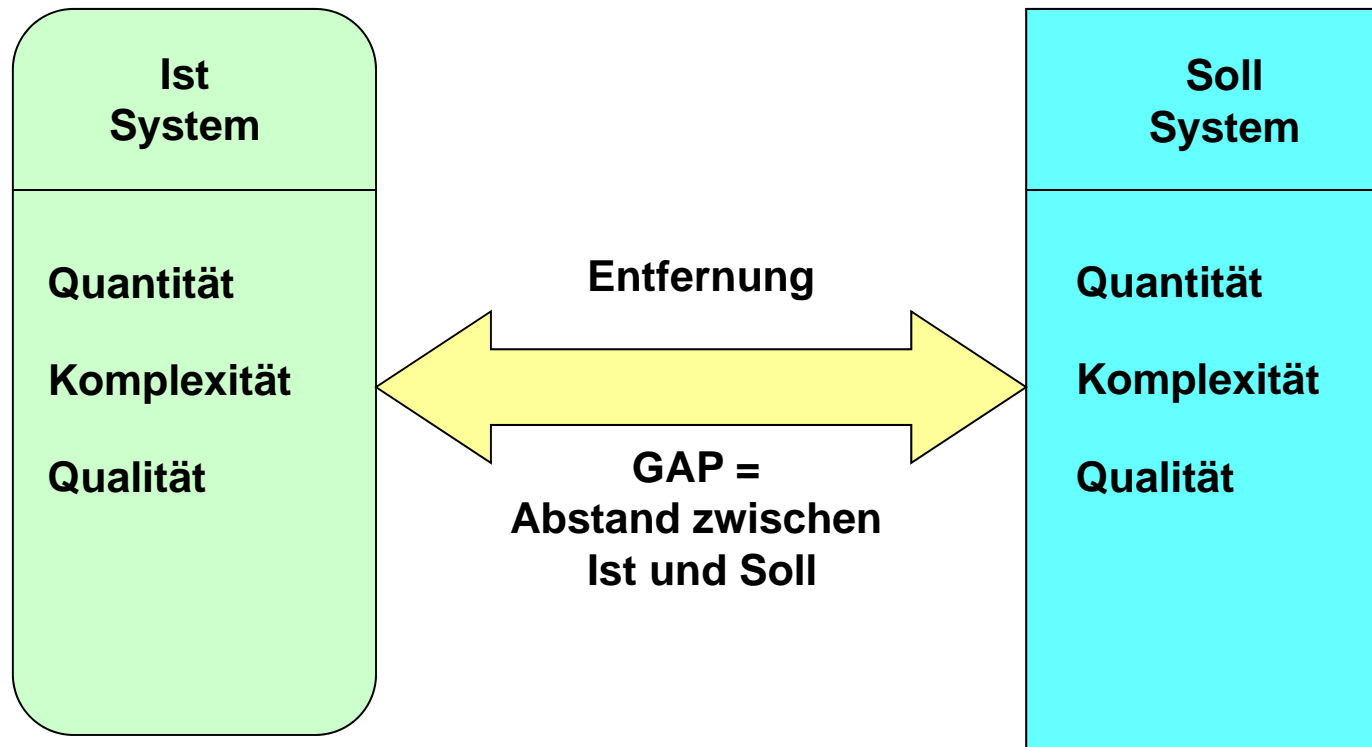 Ist
System
Quantität
Komplexität
Qualität
Entfernung
GAP =
Abstand zwischen
Ist und Soll
Soll
System
Quantität
Komplexität
Qualität